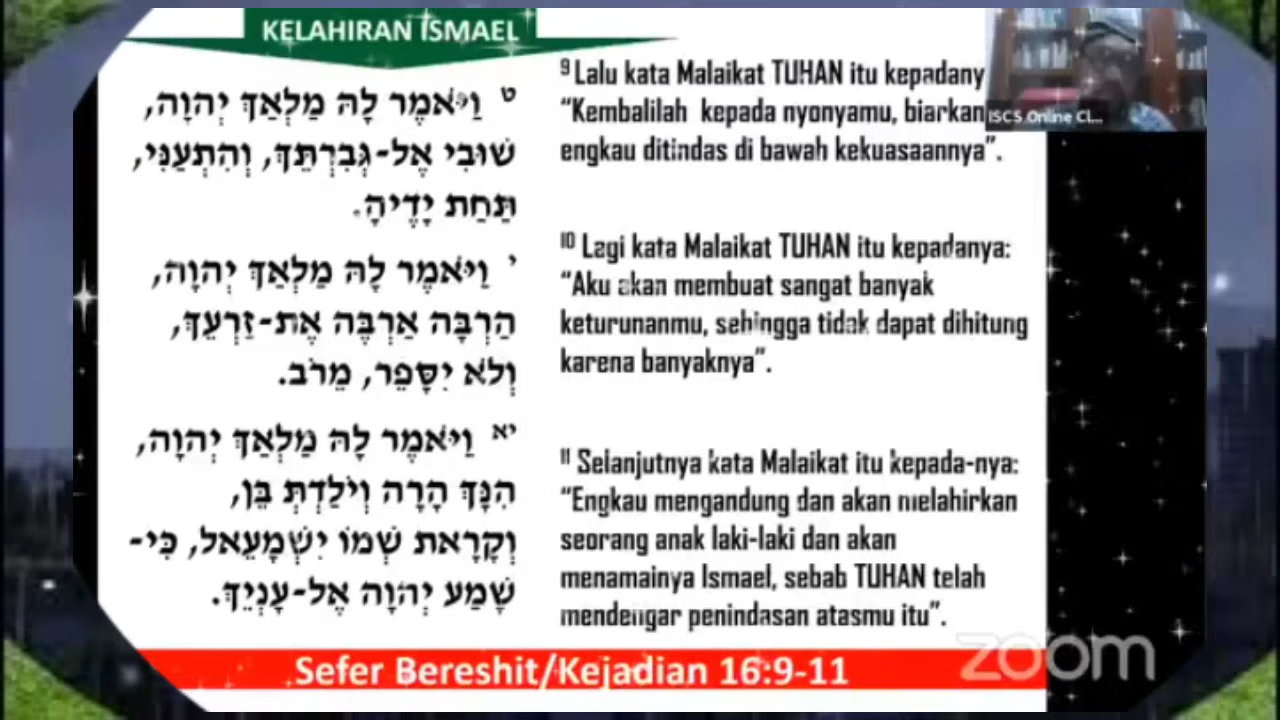 KELAHIRAN ISMAEL
ט וַיֹּאמֶר לָהּ מַלְאַךְ יְהוָה,
שׁוּבִי אֶל-גְּבִרְתֵּךְ, וְהִתְעַנִּי,
תַּחַת יָדֶיהָ.
י וַיֹּאמֶר לָהּ מַלְאַךְ יְהוָה,
הַרְבָּה אַרְבֶּה אֶת-זַרְעֵךְ,
וְלֹא יִסָּפֵר, מֵרֹב.
יא וַיֹּאמֶר לָהּ מַלְאַךְ יְהוָה,
הִנָּךְ הָרָה וְיֹלַדְתְּ בֵּן,
וְקָרָאת שְׁמוֹ יִשְׁמָעֵאל, כִּי-
שָׁמַע יְהוָה אֶל-עָנְיֵךְ.
9 Lalu kata Malaikat TUHAN itu kepadany
“Kembalilah kepada nyonyamu, biarkan
engkau ditindas di bawah kekuasaannya”.
10 Lagi kata Malaikat TUHAN itu kepadanya:
“Aku akan membuat sangat banyak
keturunanmu, sehingga tidak dapat dihitung
karena banyaknya”.
11 Selanjutnya kata Malaikat itu kepada-nya:
“Engkau mengandung dan akan melahirkan
seorang anak laki-laki dan akan
menamainya Ismael, sebab TUHAN telah
mendengar penindasan atasmu itu”.
ISCS Online Cl...
Sefer Bereshit/Kejadian 16:9-11
zoom